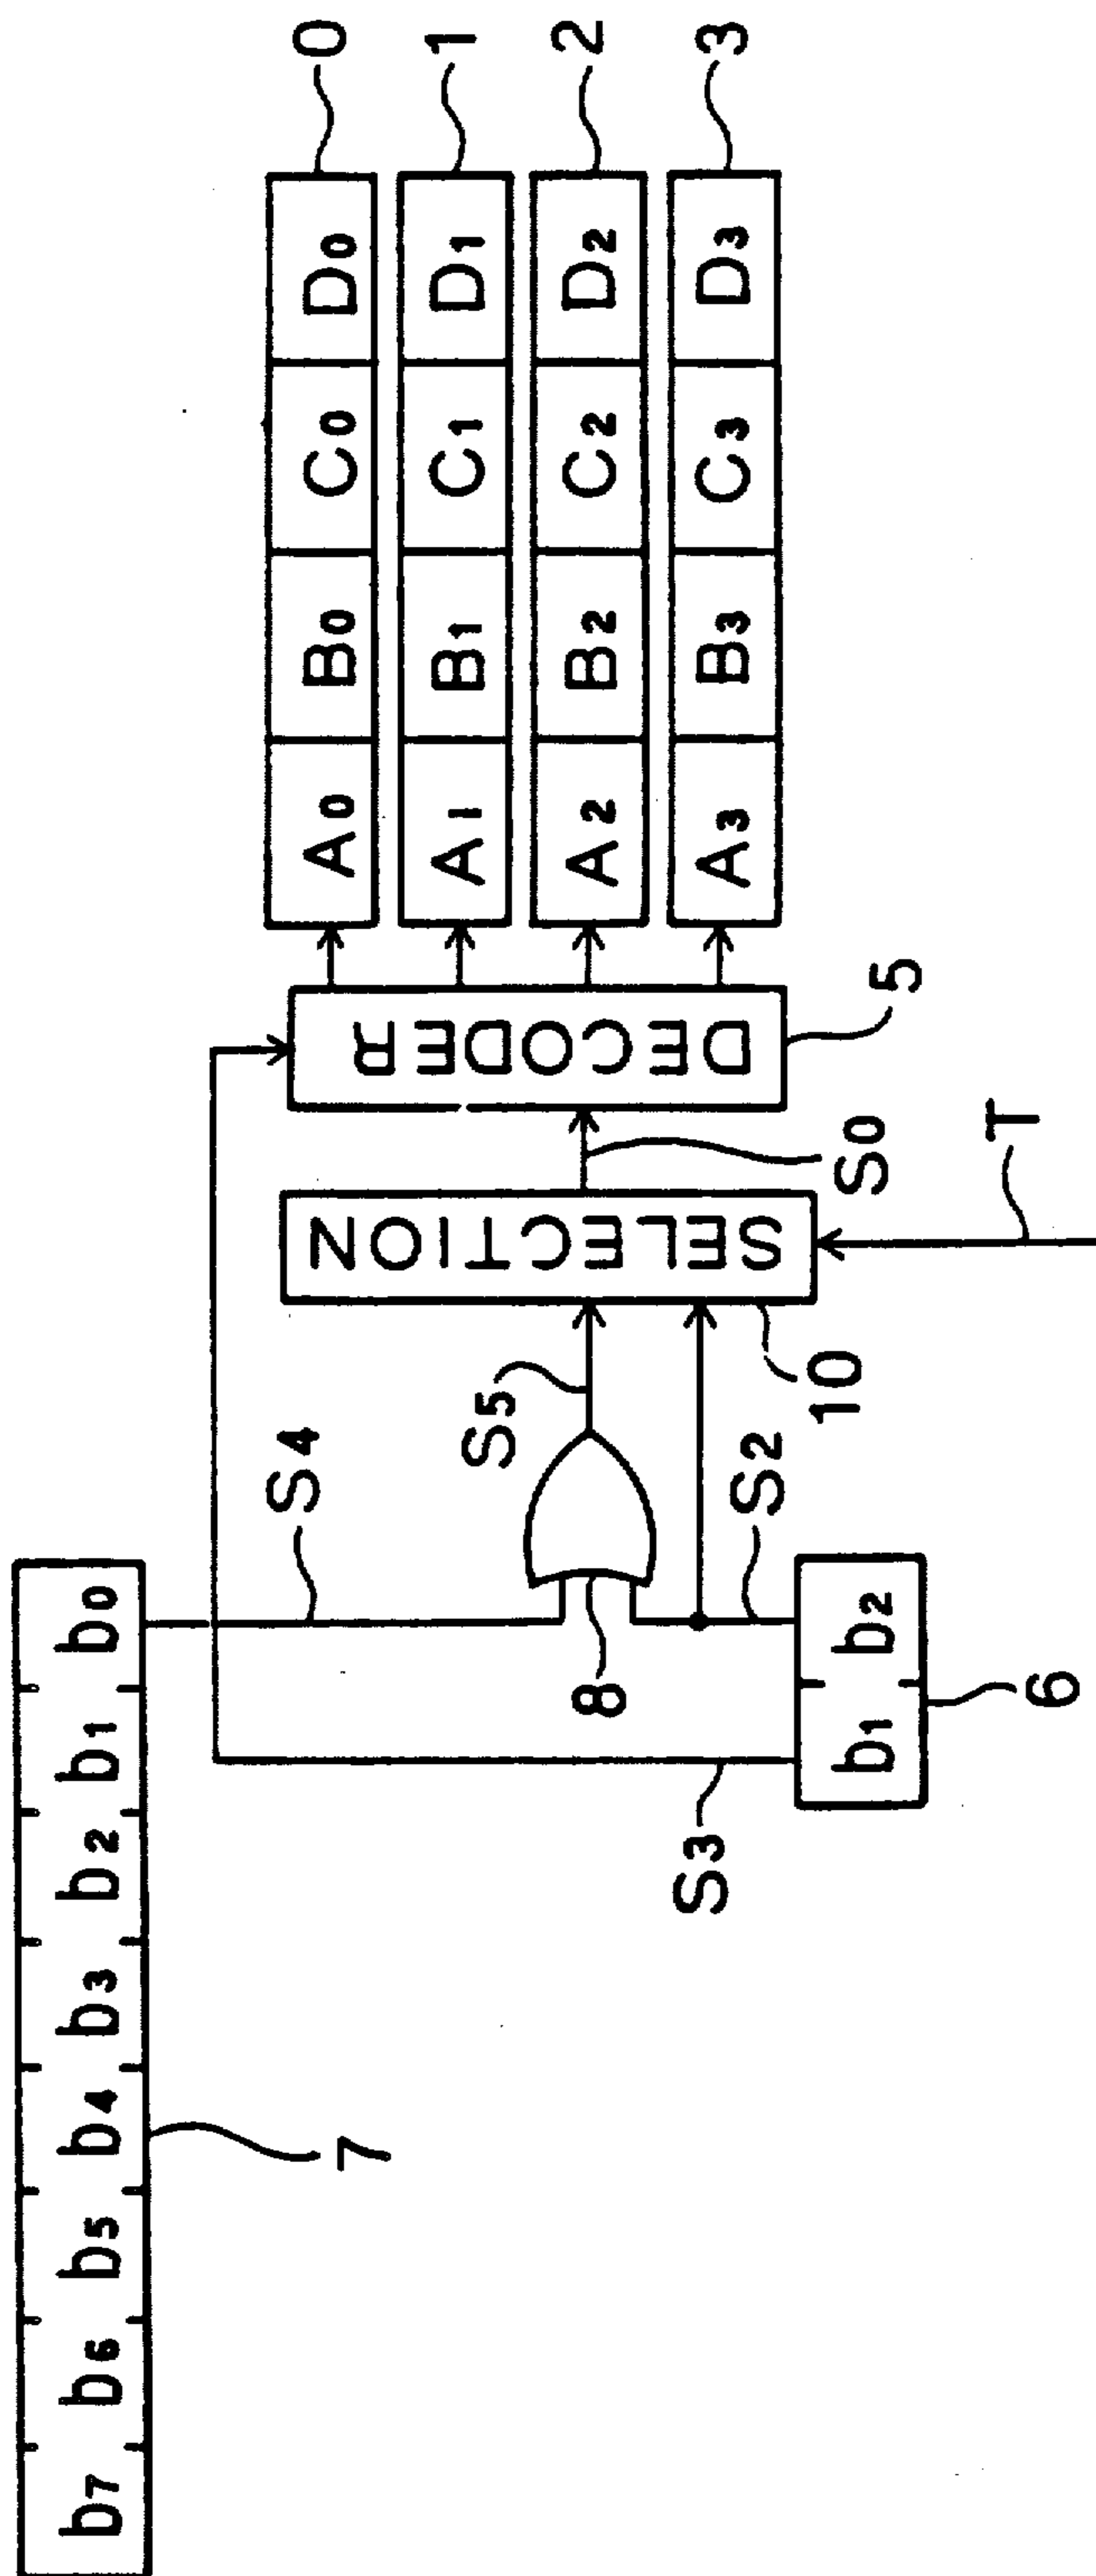 b7 b6 b5 b4 b3 b2 b1 b0
7
S4
S3
S5
S2
8
b1 b2
6
SELECTION
10
T
S0
DECODER
5
A0 B0 C0 D0
0
A1 B1 C1 D1
1
A2 B2 C2 D2
2
A3 B3 C3 D3
3